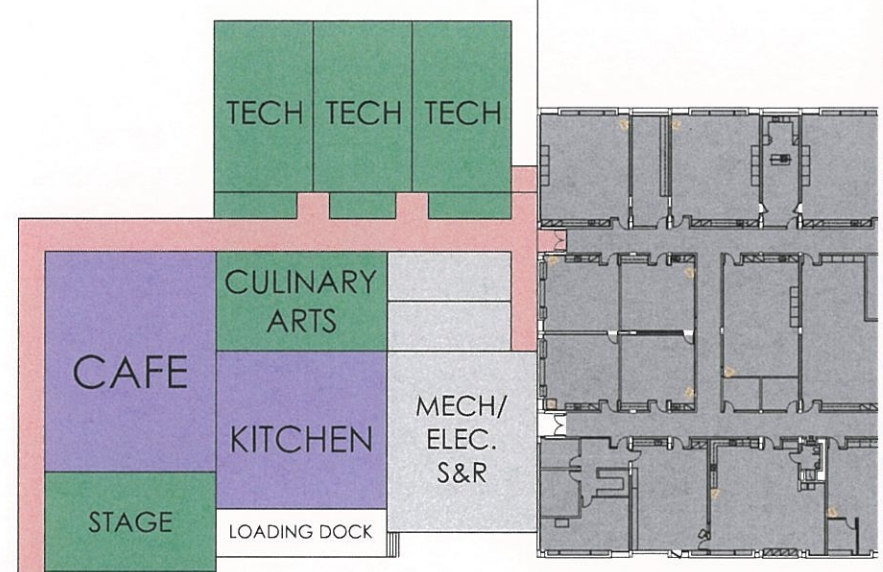 TECH TECH TECH
CULINARY
ARTS
CAFE
KITCHEN
MECH/
ELEC.
S&R
STAGE
LOADING DOCK